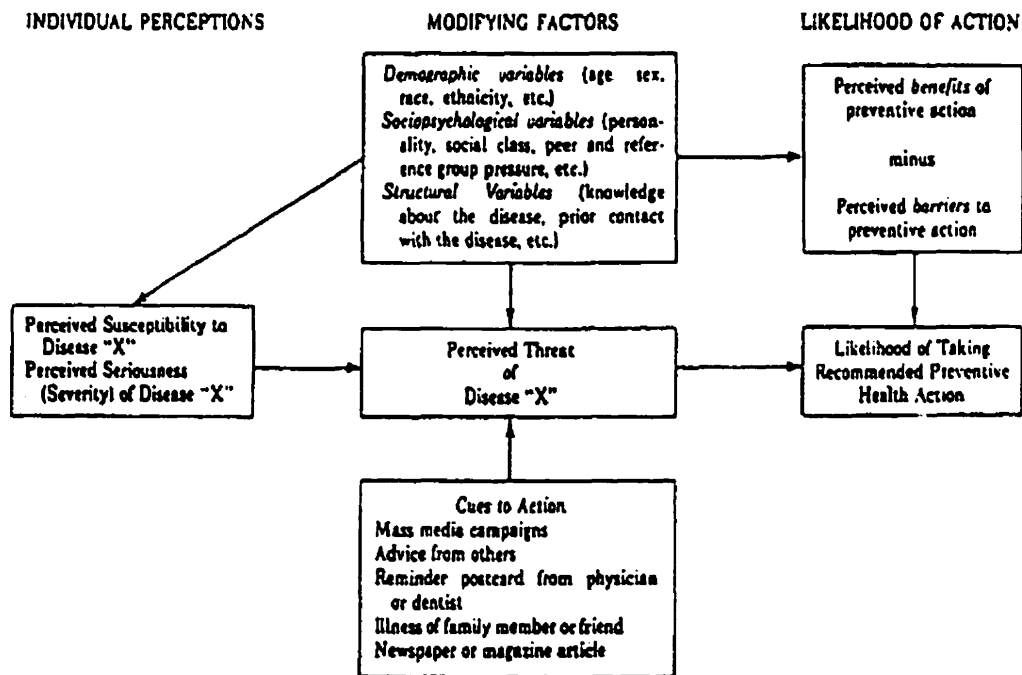 INDIVIDUAL PERCEPTIONS
MODIFYING FACTORS
LIKELIHOOD OF ACTION
Demographic variables (age sex,
race, ethnicity, etc.)
Sociopsychological variables (person-
ality, social class, peer and refer-
ence group pressure, etc.)
Structural Variables (knowledge
about the disease, prior contact
with the disease, etc.)
Perceived benefits of
preventive action
minus
Perceived barriers to
preventive action
Perceived Susceptibility to
Disease "X"
Perceived Seriousness
(Severity) of Disease "X"
Perceived Threat
of
Disease "X"
Likelihood of Taking
Recommended Preventive
Health Action
Cues to Action
Mass media campaigns
Advice from others
Reminder postcard from physician
or dentist
Illness of family member or friend
Newspaper or magazine article